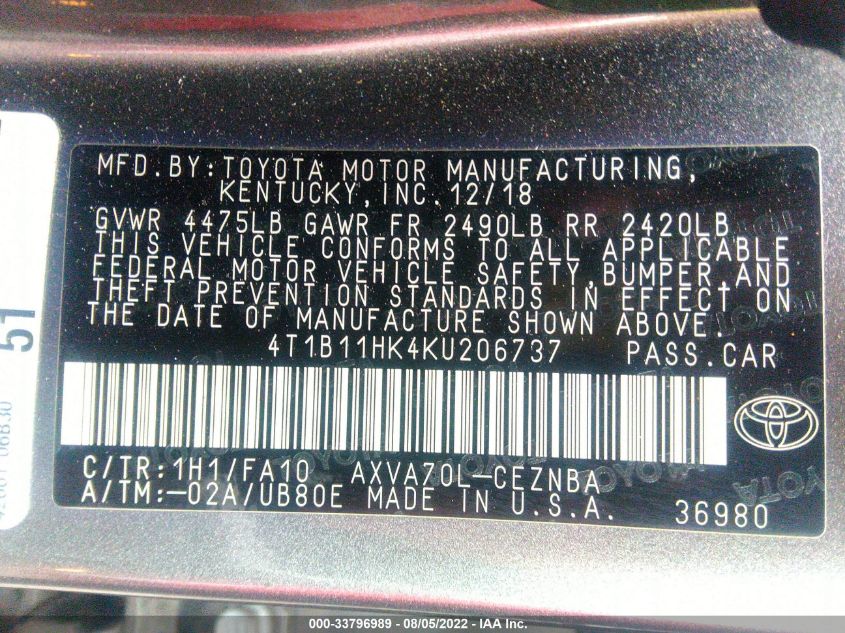 MFD.BY:TOYOTA MOTOR MANUFACTURING,
KENTUCKY,INC.12/18
GVWR 4475LB GAWR FR 2490LB RR 2420LB
THIS VEHICLE CONFORMS TO ALL APPLICABLE
FEDERAL MOTOR VEHICLE SAFETY,BUMPER,AND
THEFT PREVENTION STANDARDS IN EFFECT ON
THE DATE OF MANUFACTURE SHOWN ABOVE.
4T1B11HK4KU206737 PASS.CAR
C/TR:1H1/FA10 AXVA70L-CEZNBA
A/TM:-02A/UB80E MADE IN U.S.A. 36980
51
06B30
000-33796989 - 08/05/2022 - IAA Inc.